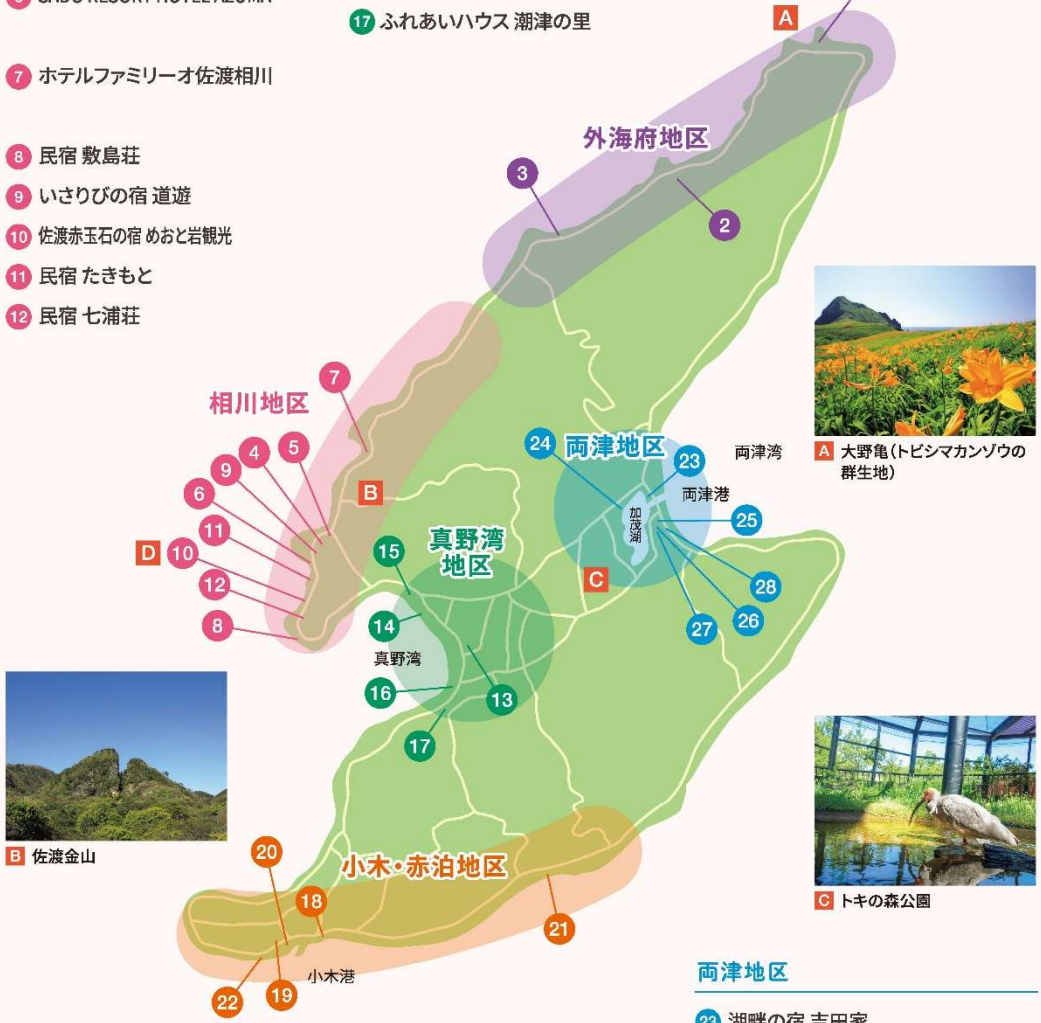 17 ふれあいハウス 潮津の里
7 ホテルファミリーオ佐渡相川
8 民宿 敷島荘
9 いさりびの宿 道遊
10 佐渡赤玉石の宿 めおと岩観光
11 民宿 たきもと
12 民宿 七浦荘
A
外海府地区
3
2
A 大野亀(トビシマカンゾウの
群生地)
相川地区
7
5
4
9
6
11
D 10
12
8
B
両津地区
24
23
両津湾
両津港
加茂湖
25
28
26
27
C
真野湾
地区
15
14
真野湾
16
13
17
B 佐渡金山
C トキの森公園
小木・赤泊地区
20
18
21
小木港
19
22
両津地区
23 湖畔の宿 吉田家